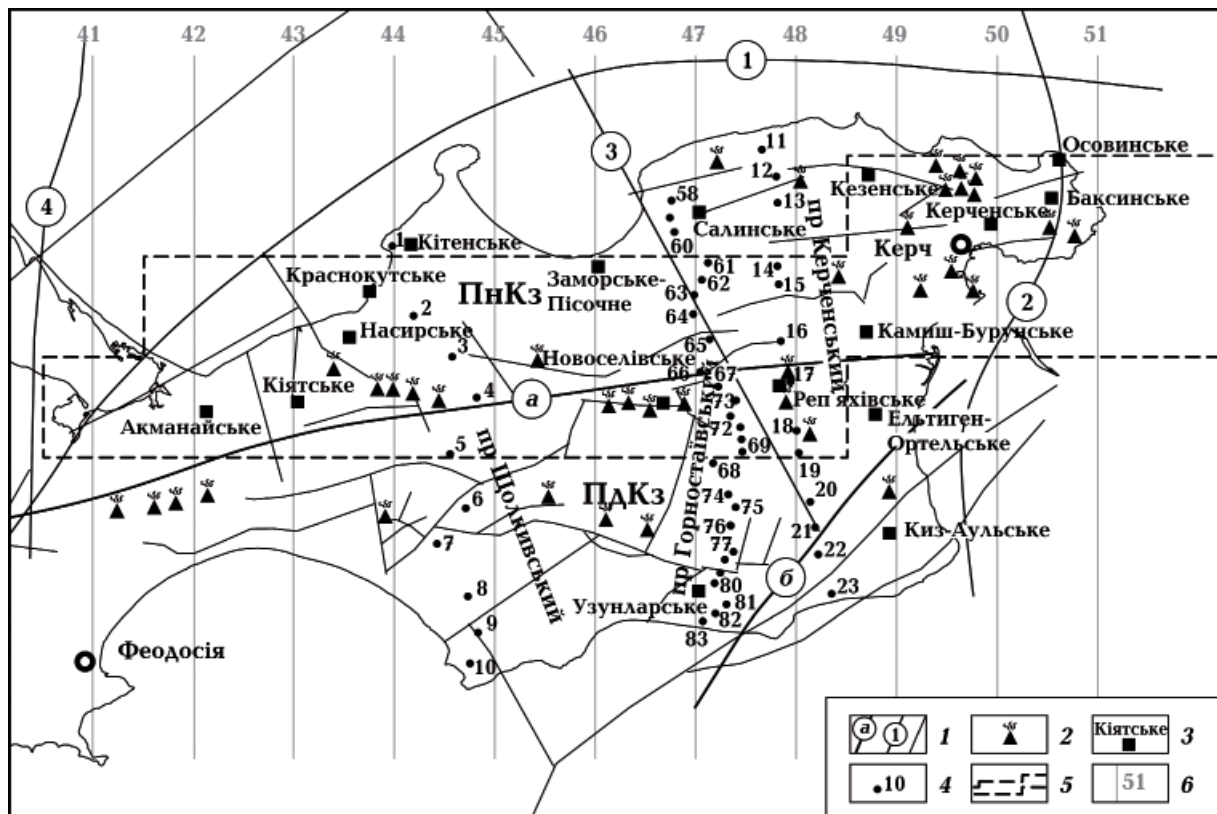 41 42 43 44 45 46 47 48 49 50 51
1
11
Осовинське
3
12
58
Кезенське
Баксинське
4
13
Салинське
Керченське
60
пр Керченський
1
Кітенське
Керч
61
14
Краснокутське
Заморське-
Пісочне
62
15
ПнКз
63
2
2
64
16
Камиш-Бурунське
Насирське
65
3
Новоселівське
66
67
17
Кіятське
4
а
73
Реп яхівське
Акманайське
72
18
Ельтиген-
Ортельське
5
69
68
19
пр Щолкивський
пр Горностаївський
ПдКз
74
75
20
6
76
21
Киз-Аульське
7
77
22
80
б
8
23
Узунларське
81
82
9
83
Феодосія
10
а 1 1
2
Кіятське 3
10 4
5
51 6